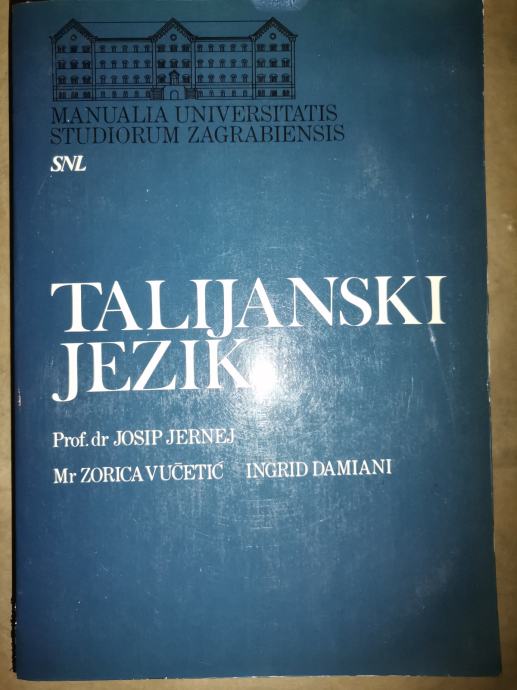 MANUALIA UNIVERSITATIS
STUDIORUM ZAGRABIENSIS
SNL
TALIJANSKI
JEZIK
Prof. dr JOSIP JERNEJ
Mr ZORICA VUČETIĆ INGRID DAMIANI